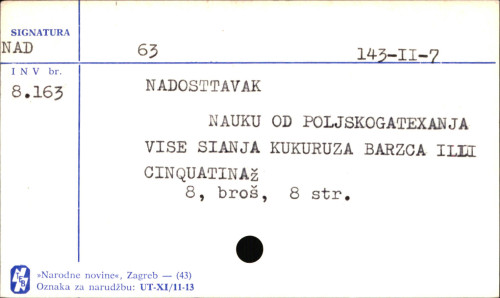 SIGNATURA
NAD 63 143-II-7
INV br.
8.163
NADOSTTAVAK
NAUKU OD POLJSKOGATEXANJA
VISE SIANJA KUKURUZA BARZCA ILLI
CINQUATINAž
8, broš, 8 str.
»Narodne novine«, Zagreb — (43)
Oznaka za narudžbu: UT-XI/11-13